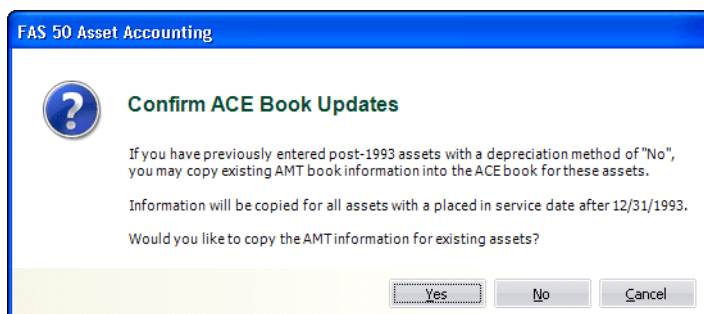 FAS 50 Asset Accounting
?
Confirm ACE Book Updates
If you have previously entered post-1993 assets with a depreciation method of "No",
you may copy existing AMT book information into the ACE book for these assets.
Information will be copied for all assets with a placed in service date after 12/31/1993.
Would you like to copy the AMT information for existing assets?
Yes No Cancel